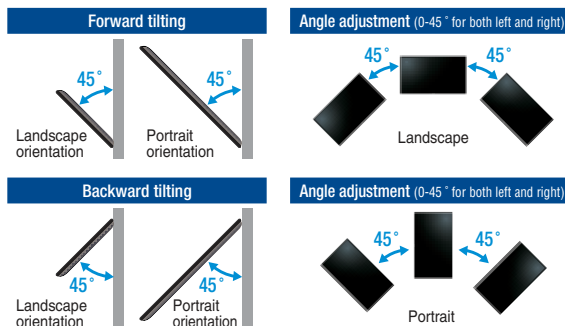 Forward tilting
45°
45°
Landscape
orientation
Portrait
orientation
Angle adjustment (0-45 ° for both left and right)
45°
45°
Landscape
Backward tilting
45°
45°
Landscape
orientation
Portrait
orientation
Angle adjustment (0-45 ° for both left and right)
45°
45°
Portrait